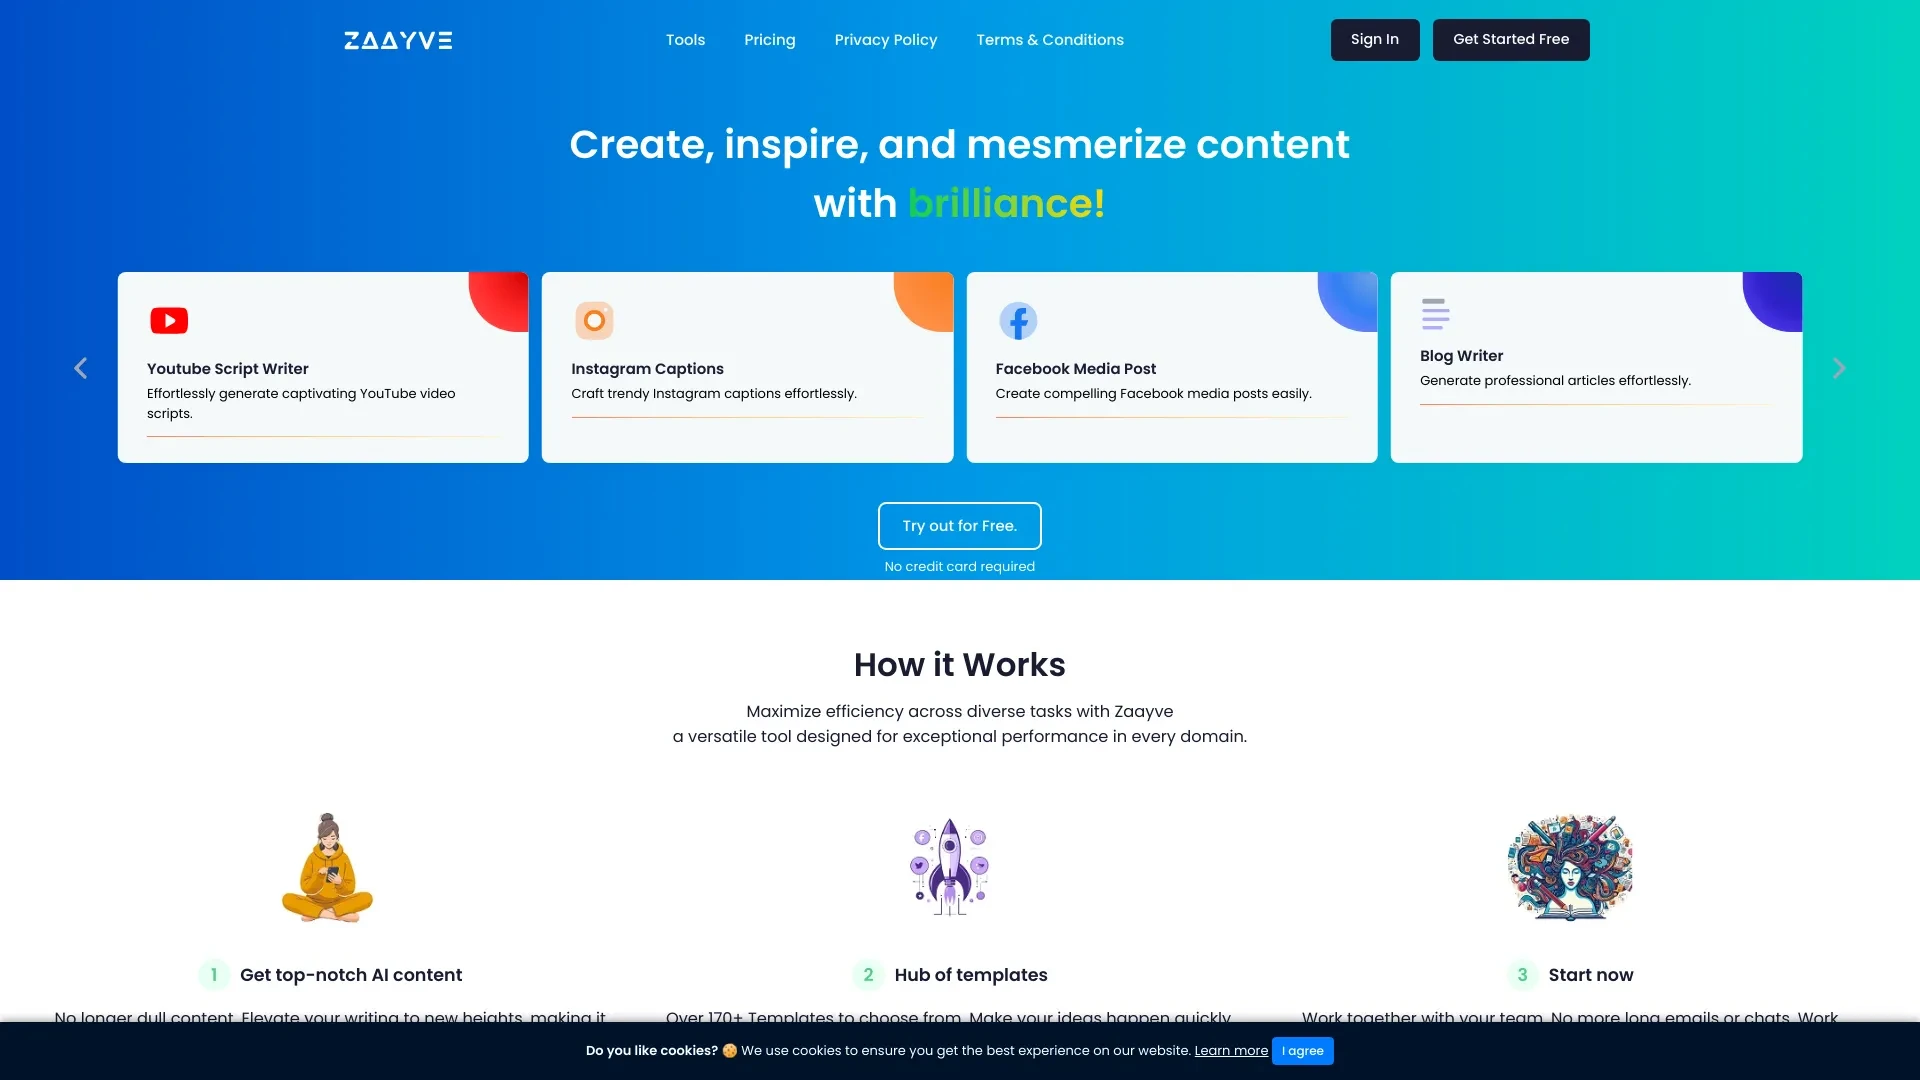 ZAAYVE
Tools
Pricing
Privacy Policy
Terms & Conditions
Sign In
Get Started Free
Create, inspire, and mesmerize content
with brilliance!
Youtube Script Writer
Effortlessly generate captivating YouTube video
scripts.
Instagram Captions
Craft trendy Instagram captions effortlessly.
Facebook Media Post
Create compelling Facebook media posts easily.
Blog Writer
Generate professional articles effortlessly.
Try out for Free.
No credit card required
How it Works
Maximize efficiency across diverse tasks with Zaayve
a versatile tool designed for exceptional performance in every domain.
1 Get top-notch AI content
No longer dull content. Elevate your writing to new heights, making it
2 Hub of templates
Over 170+ Templates to choose from. Make your ideas happen quickly
3 Start now
Work together with your team. No more long emails or chats. Work
Do you like cookies? 🍪 We use cookies to ensure you get the best experience on our website. Learn more I agree